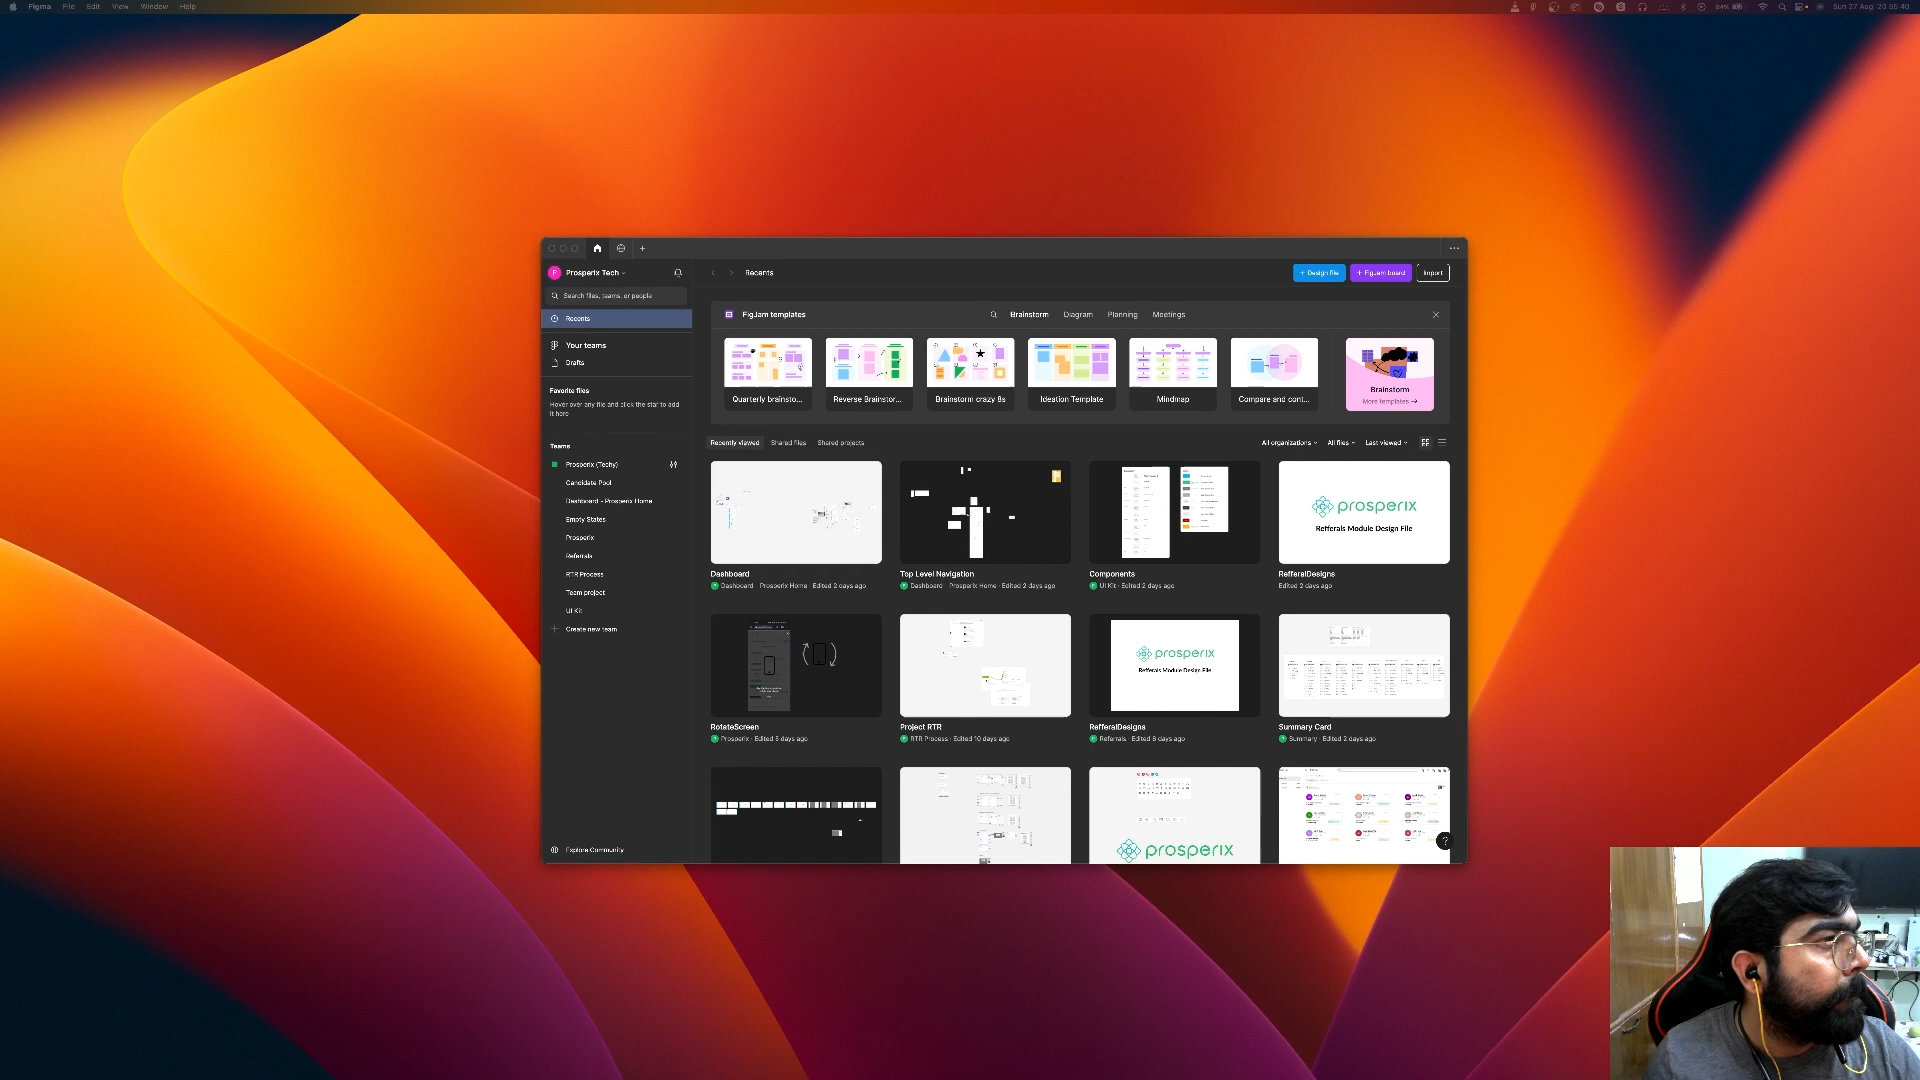 Figma File Edit View Window Help
Prosperix Tech
Recents
+ Design file
+ FigJam board
Import
Search files, teams, or people
Recents
Your teams
Drafts
Favorite files
Hover over any file and click the star to add
it here
Teams
Prosperix (Techy)
Candidate Pool
Dashboard - Prosperix Home
Empty States
Prosperix
Referrals
RTR Process
Team project
UI Kit
Create new team
Explore Community
FigJam templates
Brainstorm Diagram Planning Meetings
Quarterly brainsto...
Reverse Brainstor...
Brainstorm crazy 8s
Ideation Template
Mindmap
Compare and cont...
Brainstorm
More templates →
Recently viewed Shared files Shared projects
All organizations All files Last viewed
prosperix
Refferals Module Design File
Dashboard
Dashboard - Prosperix Home · Edited 2 days ago
Top Level Navigation
Dashboard - Prosperix Home · Edited 2 days ago
Components
UI Kit · Edited 2 days ago
RefferalDesigns
Edited 2 days ago
prosperix
Refferals Module Design File
RotateScreen
Prosperix · Edited 5 days ago
Project RTR
RTR Process · Edited 10 days ago
RefferalDesigns
Referrals · Edited 6 days ago
Summary Card
Summary · Edited 2 days ago
prosperix
?